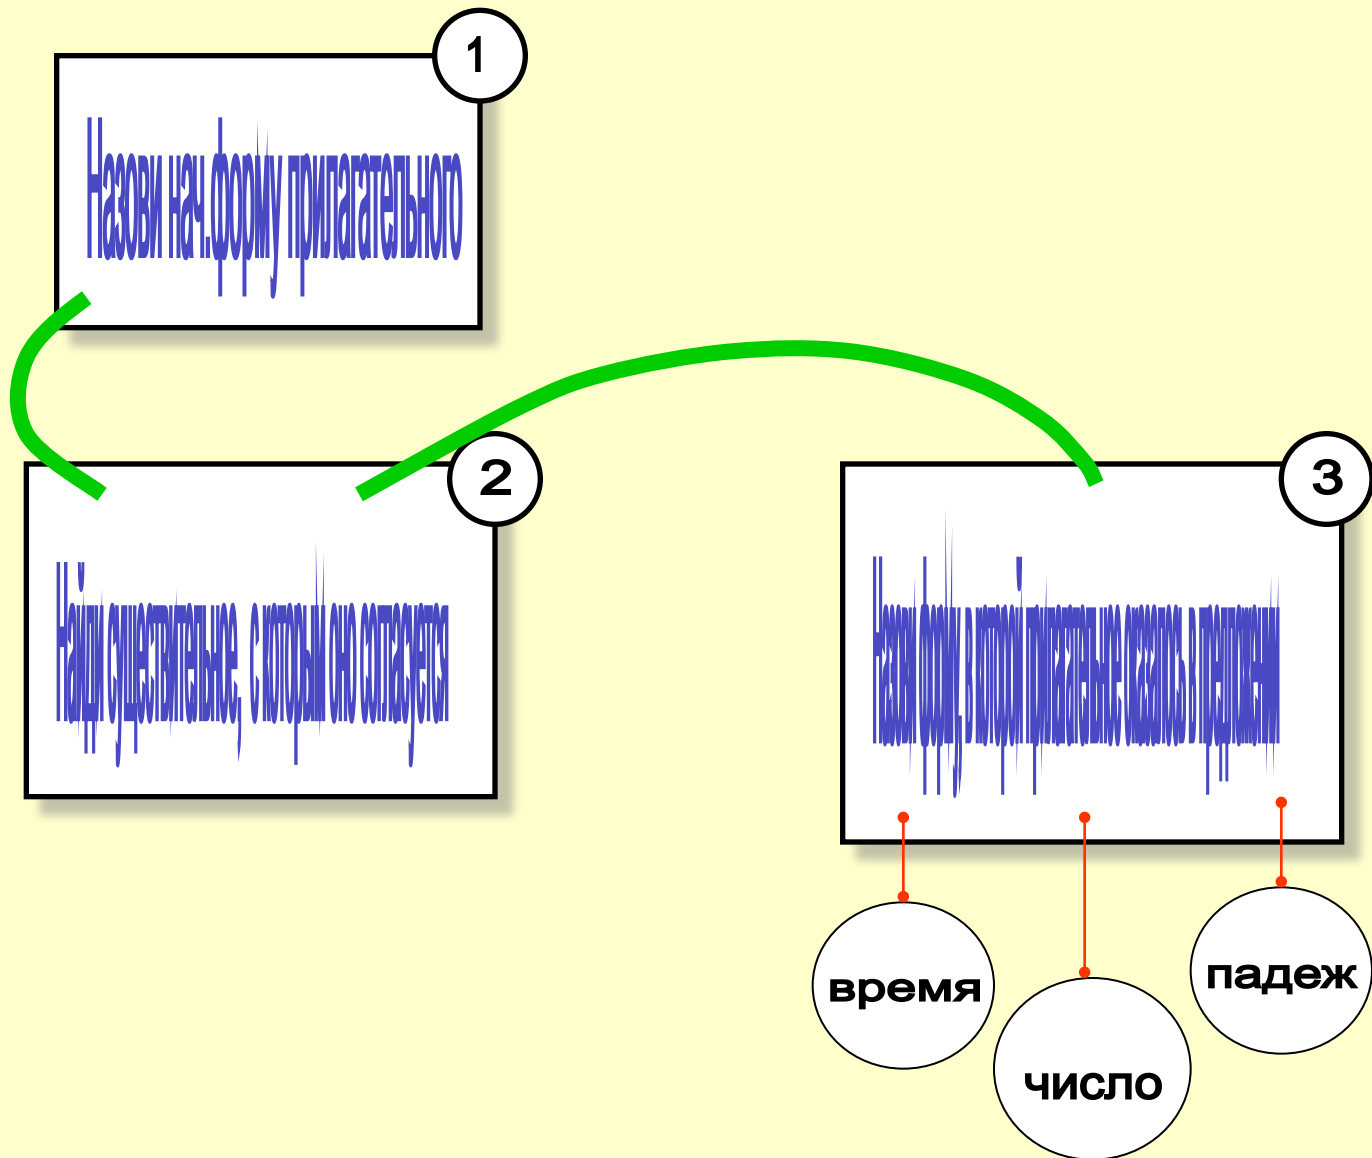 1
Назови нач.форму прилагательного
2
Найди существительное, с которым оно согласуется
3
Назови форму, в которой прилагательное оказалось в предложении
время
число
падеж